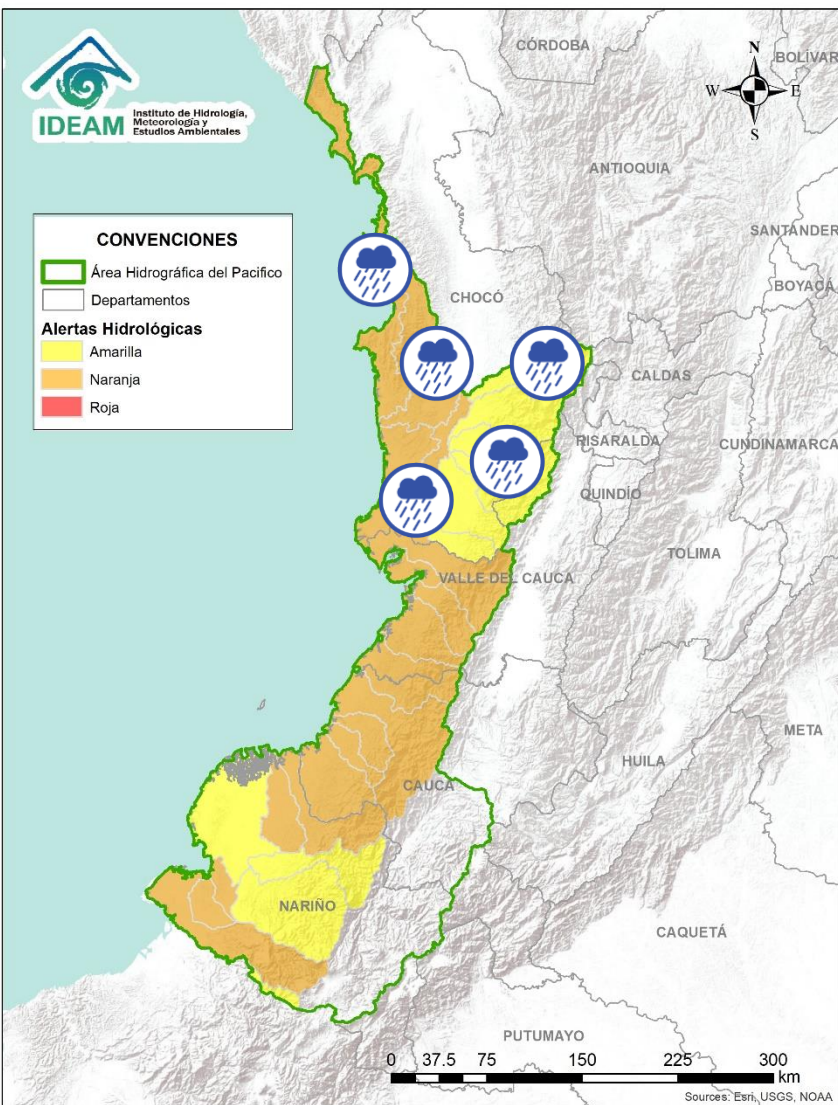 IDEAM
Instituto de Hidrología,
Meteorología y
Estudios Ambientales
N
W
E
S
CONVENCIONES
Área Hidrográfica del Pacifico
Departamentos
Alertas Hidrológicas
Amarilla
Naranja
Roja
CÓRDOBA
BOLÍVAR
ANTIOQUIA
SANTANDER
BOYACÁ
CHOCÓ
CALDAS
RISARALDA
CUNDINAMARCA
QUINDÍO
TOLIMA
VALLE DEL CAUCA
META
HUILA
CAUCA
NARIÑO
CAQUETÁ
PUTUMAYO
0 37.5 75 150 225 300
km
Sources: Esri, USGS, NOAA